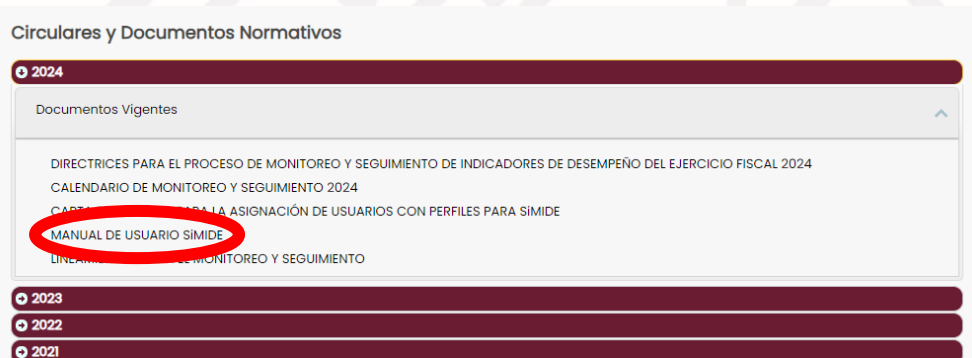 Circulares y Documentos Normativos
2024
Documentos Vigentes
DIRECTRICES PARA EL PROCESO DE MONITOREO Y SEGUIMIENTO DE INDICADORES DE DESEMPEÑO DEL EJERCICIO FISCAL 2024
CALENDARIO DE MONITOREO Y SEGUIMIENTO 2024
CARTA LA ASIGNACIÓN DE USUARIOS CON PERFILES PARA SiMIDE
MANUAL DE USUARIO SiMIDE
MONITOREO Y SEGUIMIENTO
2023
2022
2021